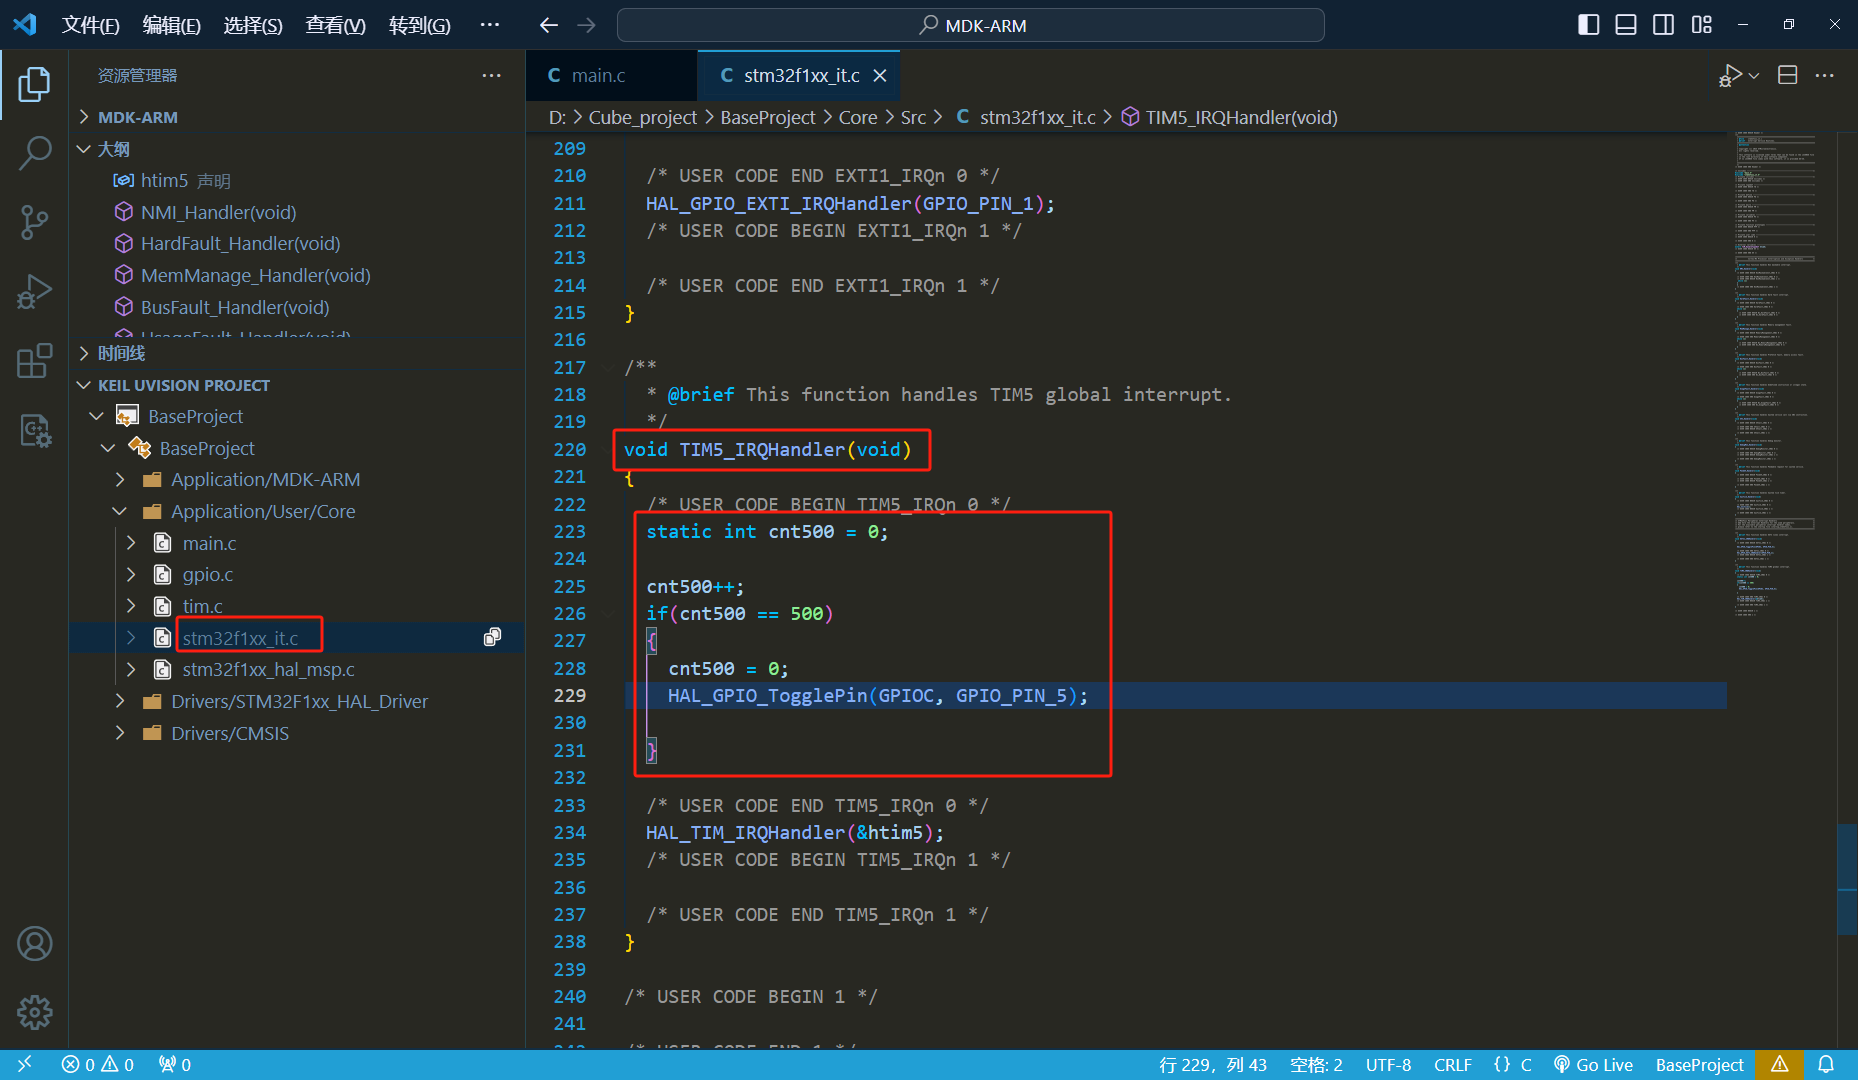 文件(F) 编辑(E) 选择(S) 查看(V) 转到(G) ··· MDK-ARM
资源管理器 ···
MDK-ARM
大纲
htim5 声明
NMI_Handler(void)
HardFault_Handler(void)
MemManage_Handler(void)
BusFault_Handler(void)
UsageFault_Handler(void)
时间线
KEIL UVISION PROJECT
BaseProject
BaseProject
Application/MDK-ARM
Application/User/Core
main.c
gpio.c
tim.c
stm32f1xx_it.c
stm32f1xx_hal_msp.c
Drivers/STM32F1xx_HAL_Driver
Drivers/CMSIS
C main.c C stm32f1xx_it.c
D: > Cube_project > BaseProject > Core > Src > C stm32f1xx_it.c > TIM5_IRQHandler(void)
209
210 /* USER CODE END EXTI1_IRQn 0 */
211 HAL_GPIO_EXTI_IRQHandler(GPIO_PIN_1);
212 /* USER CODE BEGIN EXTI1_IRQn 1 */
213
214 /* USER CODE END EXTI1_IRQn 1 */
215 }
216
217 /**
218 * @brief This function handles TIM5 global interrupt.
219 */
220 void TIM5_IRQHandler(void)
221 {
222 /* USER CODE BEGIN TIM5_IRQn 0 */
223 static int cnt500 = 0;
224
225 cnt500++;
226 if(cnt500 == 500)
227 {
228 cnt500 = 0;
229 HAL_GPIO_TogglePin(GPIOC, GPIO_PIN_5);
230
231 }
232
233 /* USER CODE END TIM5_IRQn 0 */
234 HAL_TIM_IRQHandler(&htim5);
235 /* USER CODE BEGIN TIM5_IRQn 1 */
236
237 /* USER CODE END TIM5_IRQn 1 */
238 }
239
240 /* USER CODE BEGIN 1 */
241
242 /* USER CODE END 1 */
0 0 0 行 229，列 43 空格: 2 UTF-8 CRLF {} C Go Live BaseProject